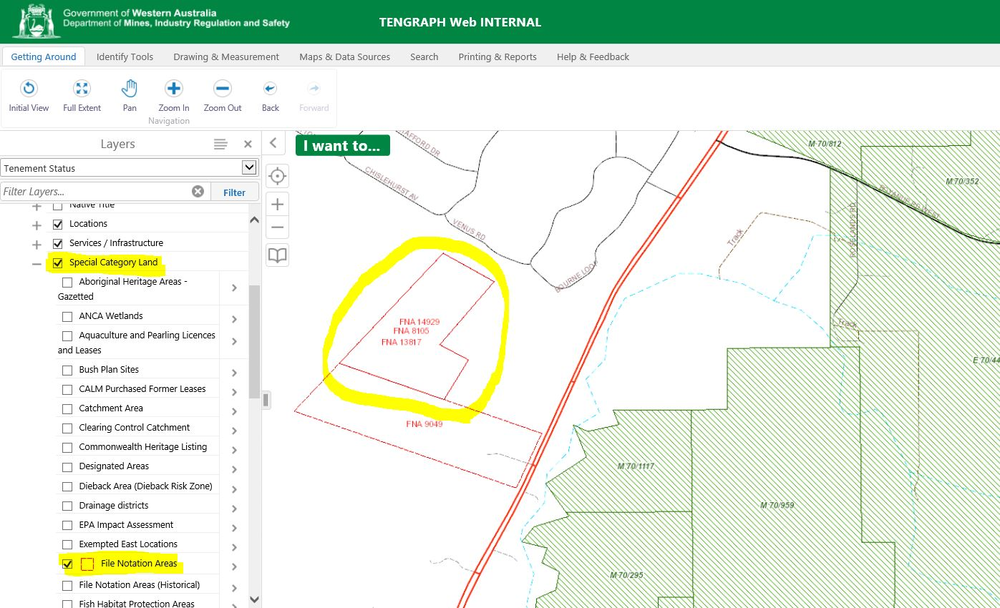 Government of Western Australia
Department of Mines, Industry Regulation and Safety
TENGRAPH Web INTERNAL
Getting Around
Identify Tools
Drawing & Measurement
Maps & Data Sources
Search
Printing & Reports
Help & Feedback
Initial View
Full Extent
Pan
Zoom In
Zoom Out
Back
Forward
Navigation
Layers
Tenement Status
Filter Layers...
Filter
Native Title
Locations
Services / Infrastructure
Special Category Land
Aboriginal Heritage Areas -
Gazetted
ANCA Wetlands
Aquaculture and Pearling Licences
and Leases
Bush Plan Sites
CALM Purchased Former Leases
Catchment Area
Clearing Control Catchment
Commonwealth Heritage Listing
Designated Areas
Dieback Area (Dieback Risk Zone)
Drainage districts
EPA Impact Assessment
Exempted East Locations
File Notation Areas
File Notation Areas (Historical)
Fish Habitat Protection Areas
I want to...
TAFFORD DR
CHISLEHURST AV
VENUS RD
BOURNE LOOP
FNA 14929
FNA 8105
FNA 13817
FNA 9049
Track
M 70/812
M 70/352
ROSELANDS RD
Track
E 70/44
M 70/1117
M 70/959
M 70/295